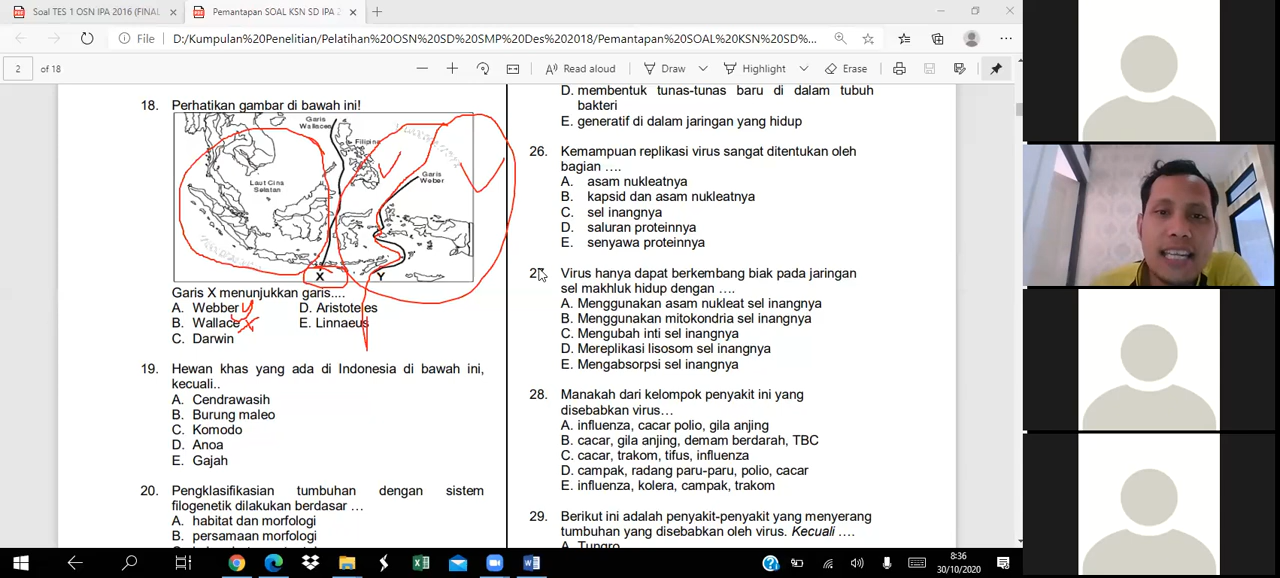 Soal TES 1 OSN IPA 2016 (FINAL
Pemantapan SOAL KSN SD IPA 2
File
D:/Kumpulan%20Penelitian/Pelatihan%20OSN%20SD%20SMP%20Des%202018/Pemantapan%20SOAL%20KSN%20SD%...
2 of 18
Read aloud
Draw
Highlight
Erase
18. Perhatikan gambar di bawah ini!
Garis
Wallacea
Filipina
Laut Cina
Selatan
Garis
Weber
X
Y
Garis X menunjukkan garis....
A. Webber y D. Aristoteles
B. Wallace X E. Linnaeus
C. Darwin
19. Hewan khas yang ada di Indonesia di bawah ini,
kecuali..
A. Cendrawasih
B. Burung maleo
C. Komodo
D. Anoa
E. Gajah
20. Pengklasifikasian tumbuhan dengan sistem
filogenetik dilakukan berdasar ...
A. habitat dan morfologi
B. persamaan morfologi
D. membentuk tunas-tunas baru di dalam tubuh
bakteri
E. generatif di dalam jaringan yang hidup
26. Kemampuan replikasi virus sangat ditentukan oleh
bagian ....
A. asam nukleatnya
B. kapsid dan asam nukleatnya
C. sel inangnya
D. saluran proteinnya
E. senyawa proteinnya
Virus hanya dapat berkembang biak pada jaringan
sel makhluk hidup dengan ....
A. Menggunakan asam nukleat sel inangnya
B. Menggunakan mitokondria sel inangnya
C. Mengubah inti sel inangnya
D. Mereplikasi lisosom sel inangnya
E. Mengabsorpsi sel inangnya
28. Manakah dari kelompok penyakit ini yang
disebabkan virus...
A. influenza, cacar polio, gila anjing
B. cacar, gila anjing, demam berdarah, TBC
C. cacar, trakom, tifus, influenza
D. campak, radang paru-paru, polio, cacar
E. influenza, kolera, campak, trakom
29. Berikut ini adalah penyakit-penyakit yang menyerang
tumbuhan yang disebabkan oleh virus. Kecuali ....
A. Tungro
8:36
30/10/2020